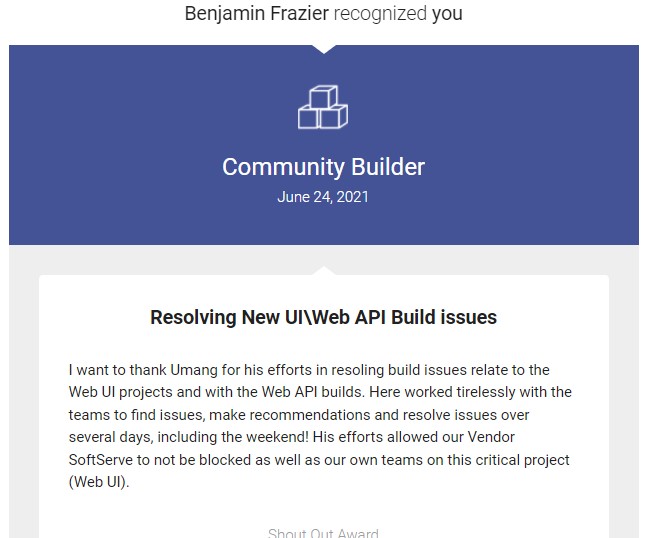 Benjamin Frazier recognized you
Community Builder
June 24, 2021
Resolving New UI\Web API Build issues
I want to thank Umang for his efforts in resoling build issues relate to the
Web UI projects and with the Web API builds. Here worked tirelessly with the
teams to find issues, make recommendations and resolve issues over
several days, including the weekend! His efforts allowed our Vendor
SoftServe to not be blocked as well as our own teams on this critical project
(Web UI).
Shout Out Award